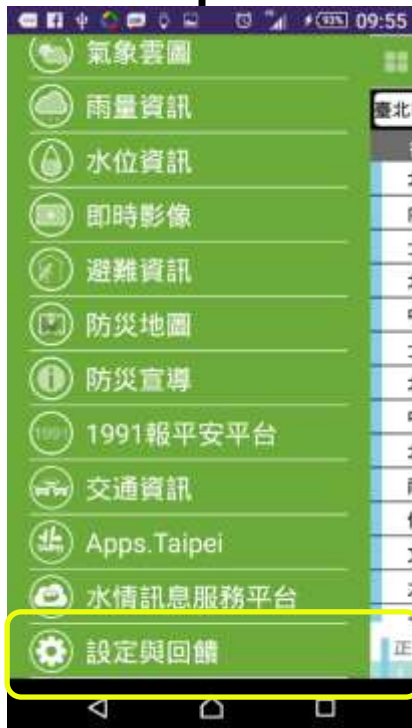 93% 09:55
氣象雲圖
雨量資訊
臺北
水位資訊
即時影像
避難資訊
防災地圖
防災宣導
1991 1991報平安平台
交通資訊
Apps.Taipei
水情訊息服務平台
設定與回饋
正